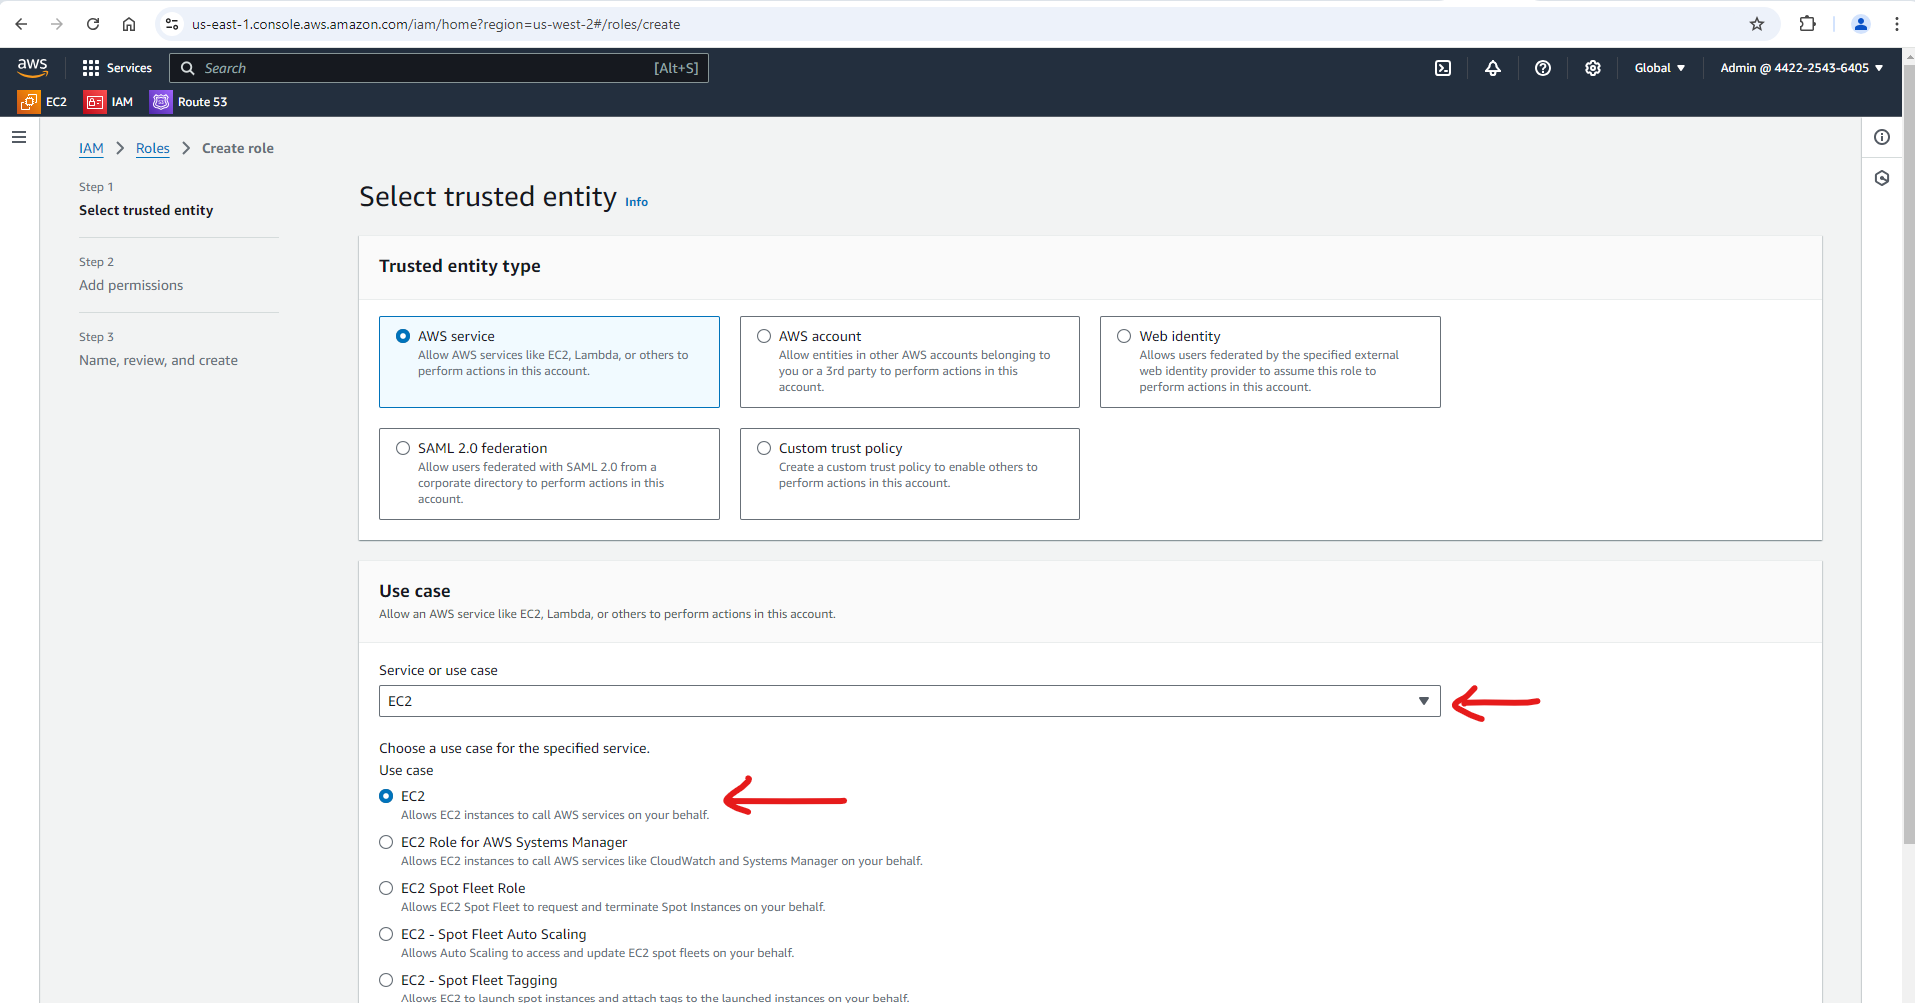 us-east-1.console.aws.amazon.com/iam/home?region=us-west-2#/roles/create
aws
Services
Search
[Alt+S]
Global
Admin @ 4422-2543-6405
EC2
IAM
Route 53
IAM
Roles
Create role
Step 1
Select trusted entity
Step 2
Add permissions
Step 3
Name, review, and create
Select trusted entity Info
Trusted entity type
AWS service
Allow AWS services like EC2, Lambda, or others to
perform actions in this account.
AWS account
Allow entities in other AWS accounts belonging to
you or a 3rd party to perform actions in this
account.
Web identity
Allows users federated by the specified external
web identity provider to assume this role to
perform actions in this account.
SAML 2.0 federation
Allow users federated with SAML 2.0 from a
corporate directory to perform actions in this
account.
Custom trust policy
Create a custom trust policy to enable others to
perform actions in this account.
Use case
Allow an AWS service like EC2, Lambda, or others to perform actions in this account.
Service or use case
EC2
Choose a use case for the specified service.
Use case
EC2
Allows EC2 instances to call AWS services on your behalf.
EC2 Role for AWS Systems Manager
Allows EC2 instances to call AWS services like CloudWatch and Systems Manager on your behalf.
EC2 Spot Fleet Role
Allows EC2 Spot Fleet to request and terminate Spot Instances on your behalf.
EC2 - Spot Fleet Auto Scaling
Allows Auto Scaling to access and update EC2 spot fleets on your behalf.
EC2 - Spot Fleet Tagging
Allows EC2 to launch spot instances and attach tags to the launched instances on your behalf.